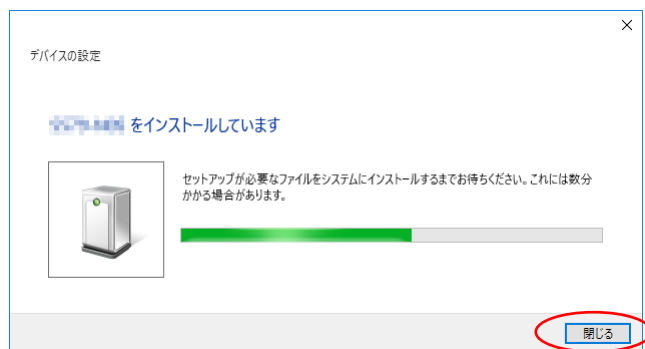 デバイスの設定
をインストールしています
セットアップが必要なファイルをシステムにインストールするまでお待ちください。これには数分
かかる場合があります。
閉じる